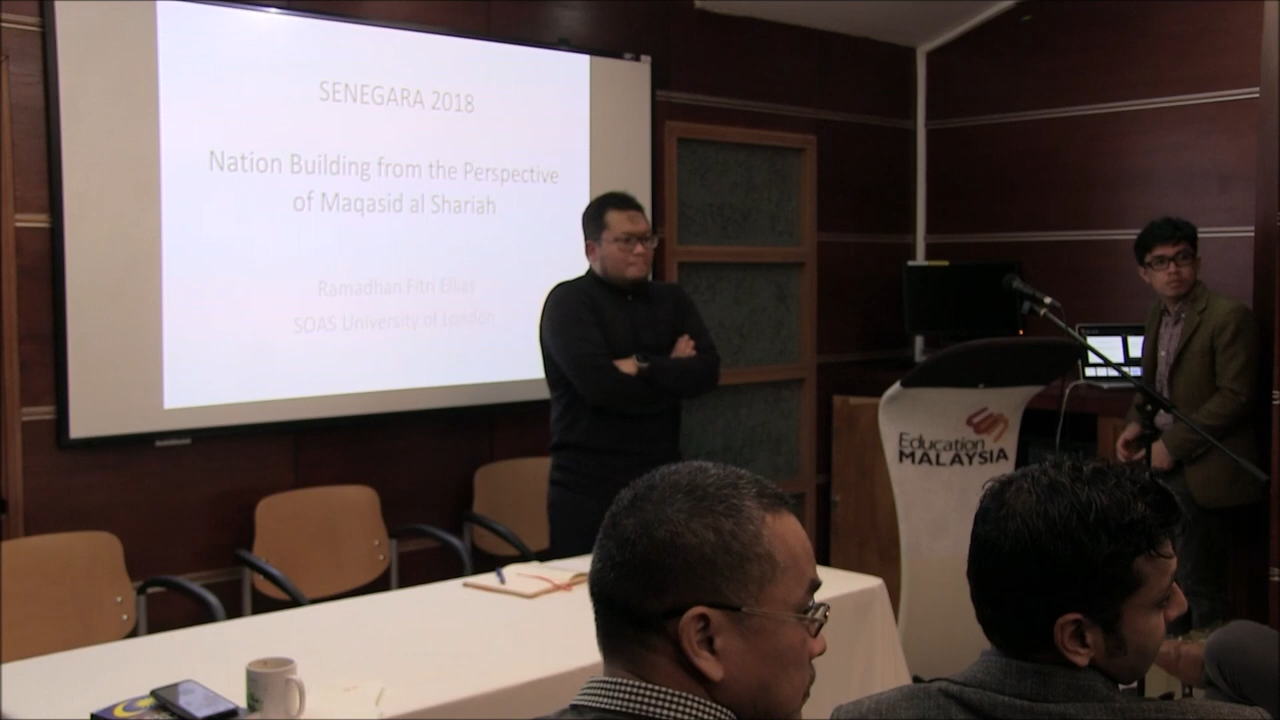 SENEGARA 2018
Nation Building from the Perspective
of Maqasid al Shariah
Ramadhan Fitri Ellias
SOAS University of London
Education
MALAYSIA